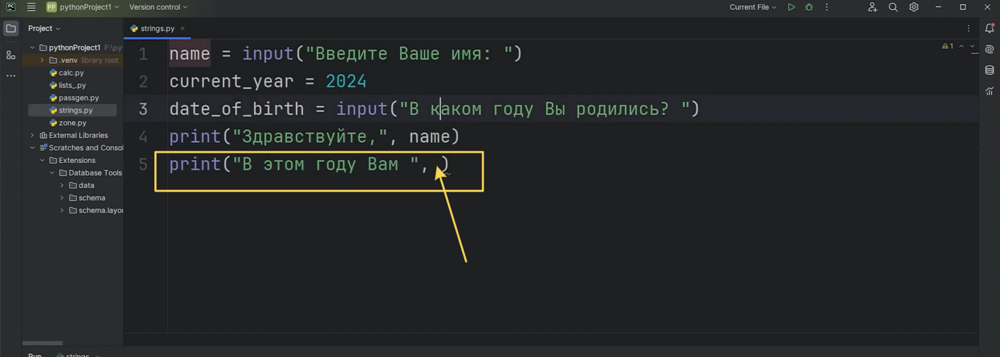 PC PP pythonProject1 Version control Current File
Project
strings.py
pythonProject1 F:\py
.venv library root
calc.py
lists_.py
passgen.py
strings.py
zone.py
External Libraries
Scratches and Consol
Extensions
Database Tools
data
schema
schema.layou
1 name = input("Введите Ваше имя: ")
1
2 current_year = 2024
3 date_of_birth = input("В каком году Вы родились? ")
4 print("Здравствуйте,", name)
5 print("В этом году Вам ", )
Run strings